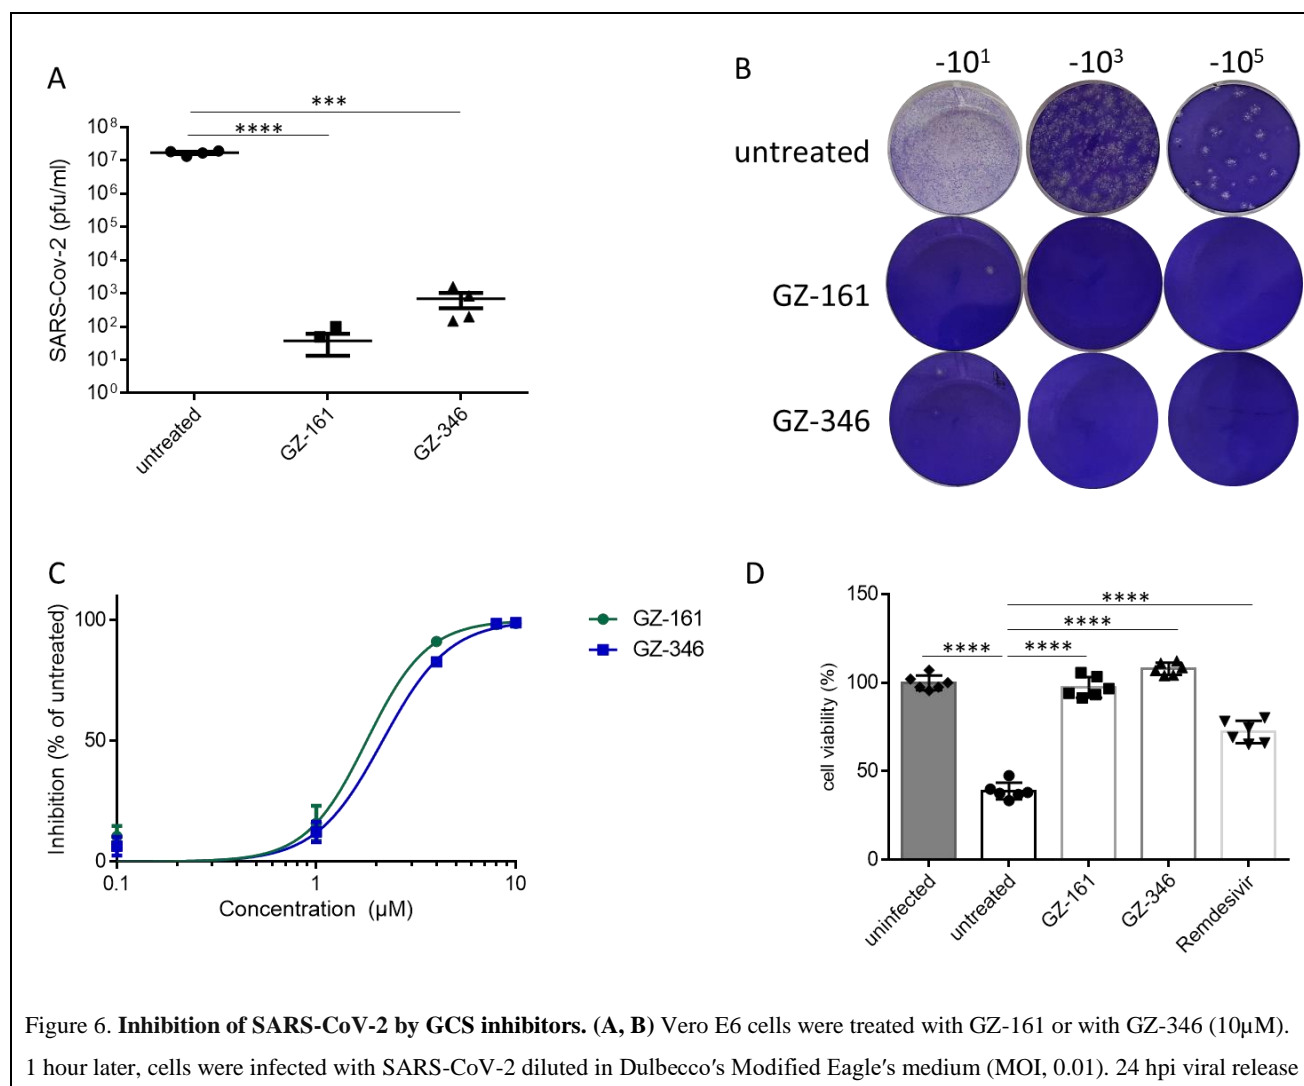 A
***
****
10⁸
10⁷
10⁶
10⁵
10⁴
10³
10²
10¹
10⁰
SARS-Cov-2 (pfu/ml)
untreated
GZ-161
GZ-346
B
-10¹ -10³ -10⁵
untreated
GZ-161
GZ-346
C
100
50
0
Inhibition (% of untreated)
0.1 1 10
Concentration (µM)
GZ-161
GZ-346
D
****
****
**** ****
150
100
50
0
cell viability (%)
uninfected
untreated
GZ-161
GZ-346
Remdesivir
Figure 6. Inhibition of SARS-CoV-2 by GCS inhibitors. (A, B) Vero E6 cells were treated with GZ-161 or with GZ-346 (10µM).
1 hour later, cells were infected with SARS-CoV-2 diluted in Dulbecco′s Modified Eagle′s medium (MOI, 0.01). 24 hpi viral release